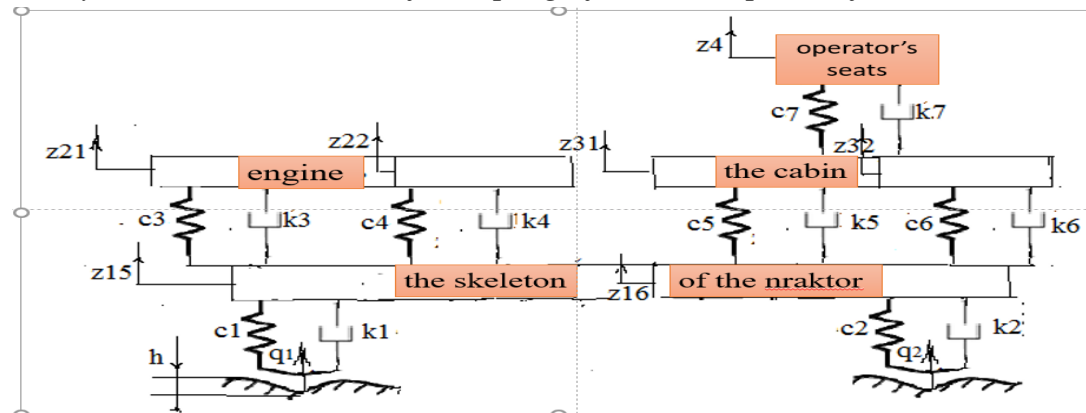 z4
operator's
seats
c7
k7
z21
z22
z31
z32
engine
the cabin
c3
k3
c4
k4
c5
k5
c6
k6
z15
the skeleton
z16
of the nraktor
c1
k1
c2
k2
h
q1
q2